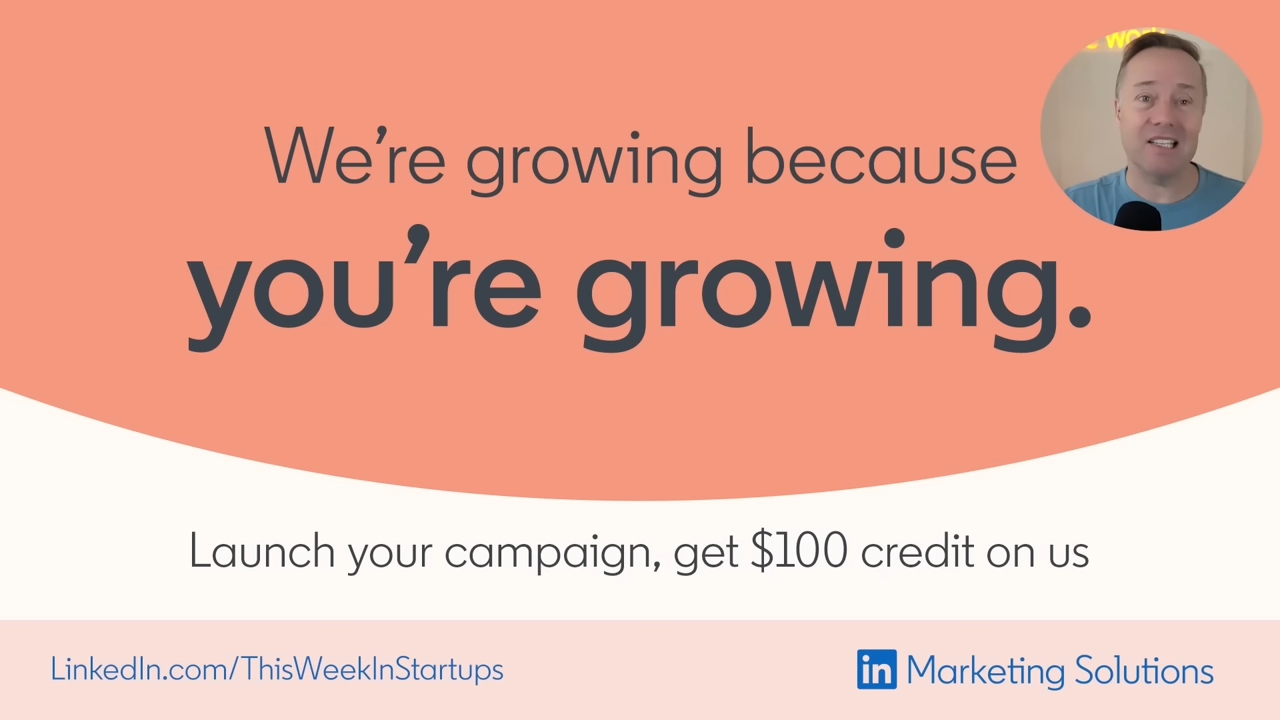 We're growing because
you're growing.
Launch your campaign, get $100 credit on us
LinkedIn.com/ThisWeekInStartups
in Marketing Solutions